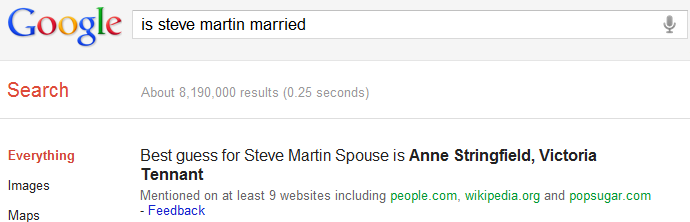 Google is steve martin married
Search About 8,190,000 results (0.25 seconds)
Everything Best guess for Steve Martin Spouse is Anne Stringfield, Victoria
Tennant
Images Mentioned on at least 9 websites including people.com, wikipedia.org and popsugar.com
Maps - Feedback